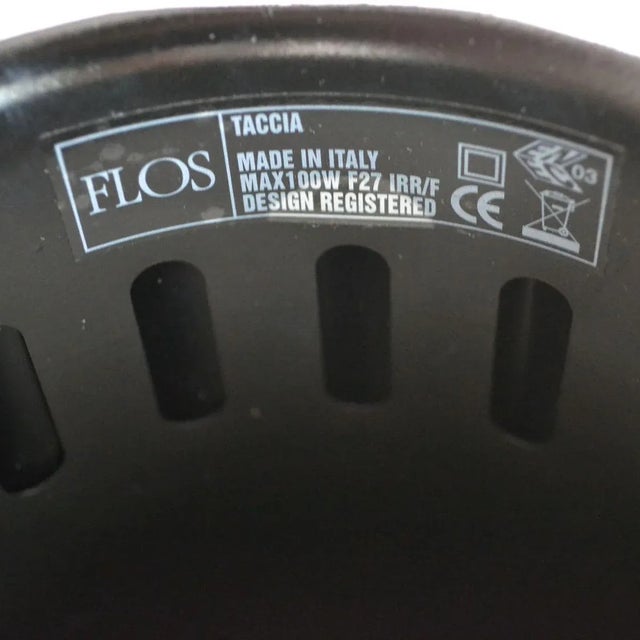 FLOS
TACCIA
MADE IN ITALY
MAX100W F27 IRR/F
DESIGN REGISTERED
CE
03